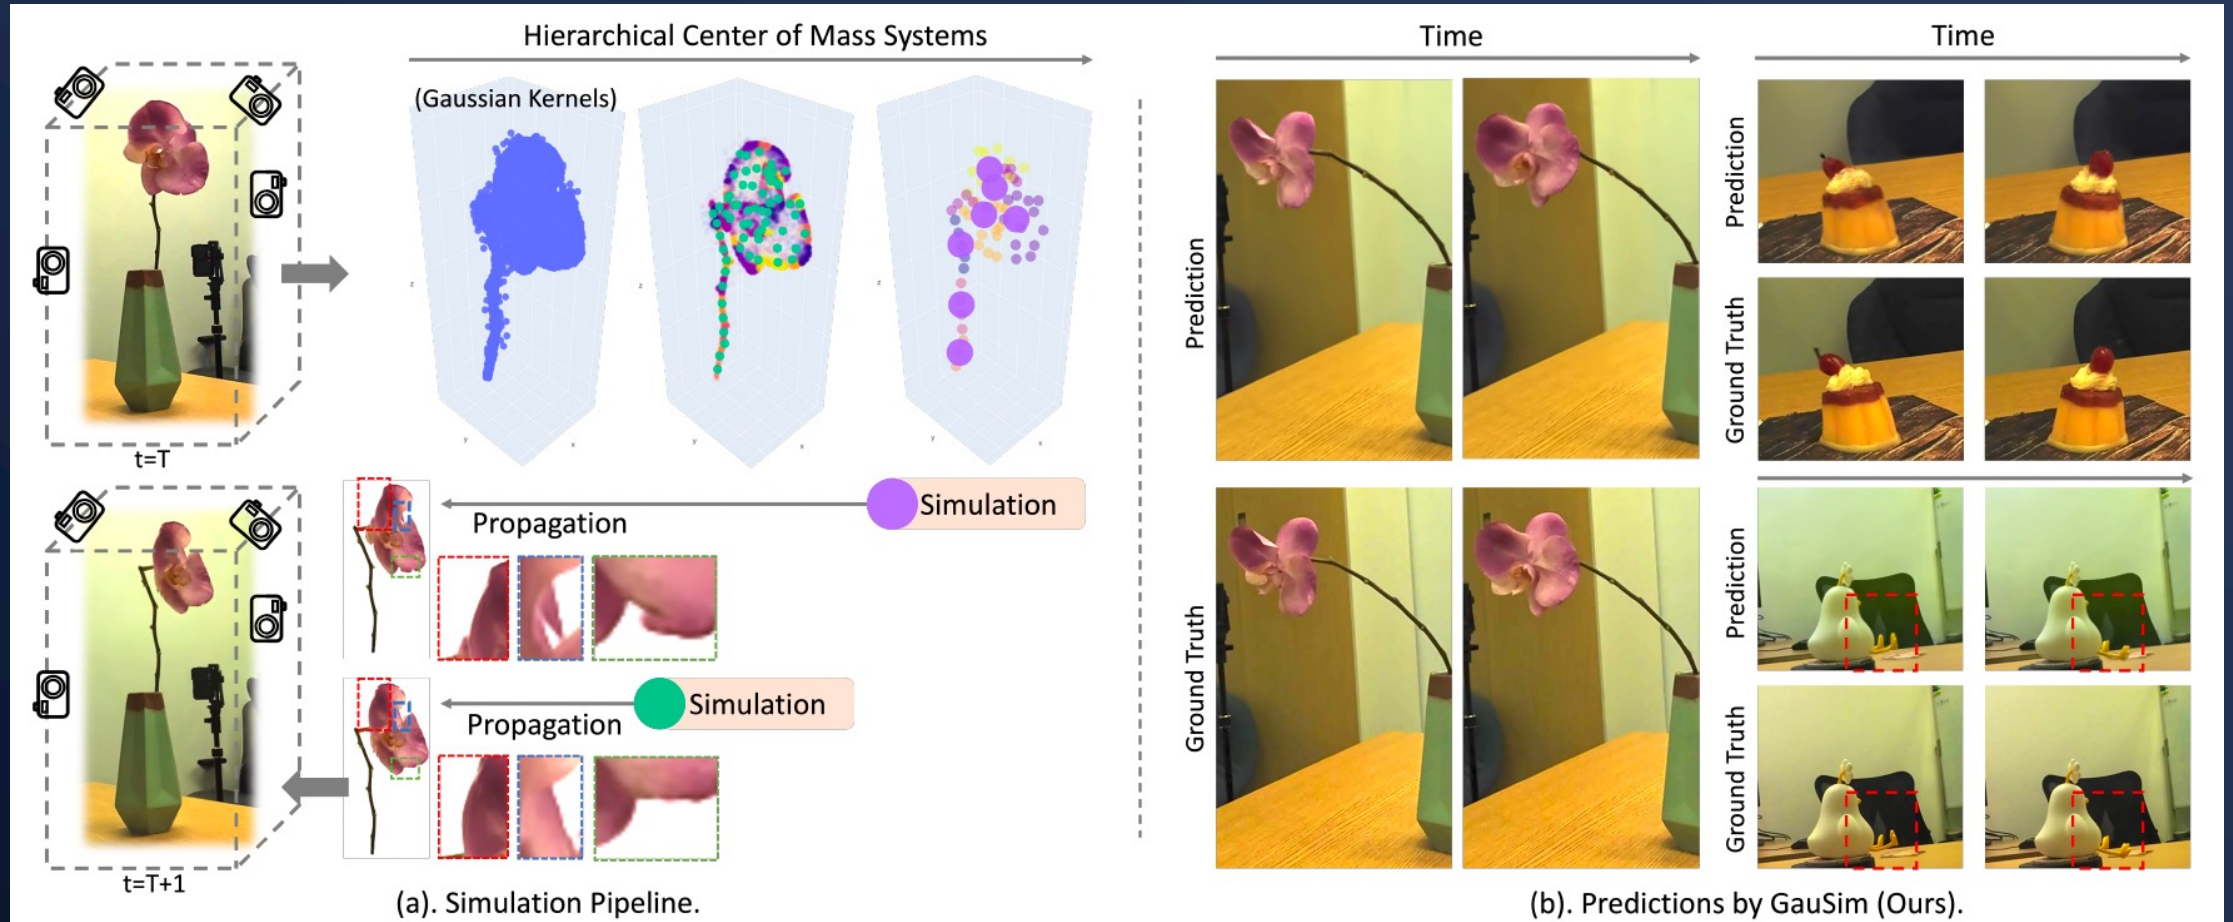 Hierarchical Center of Mass Systems
(Gaussian Kernels)
z
y
x
z
y
x
z
y
x
t=T
Simulation
Propagation
Simulation
Propagation
t=T+1
(a). Simulation Pipeline.
Time
Time
Prediction
Ground Truth
Prediction
Ground Truth
Prediction
Ground Truth
(b). Predictions by GauSim (Ours).